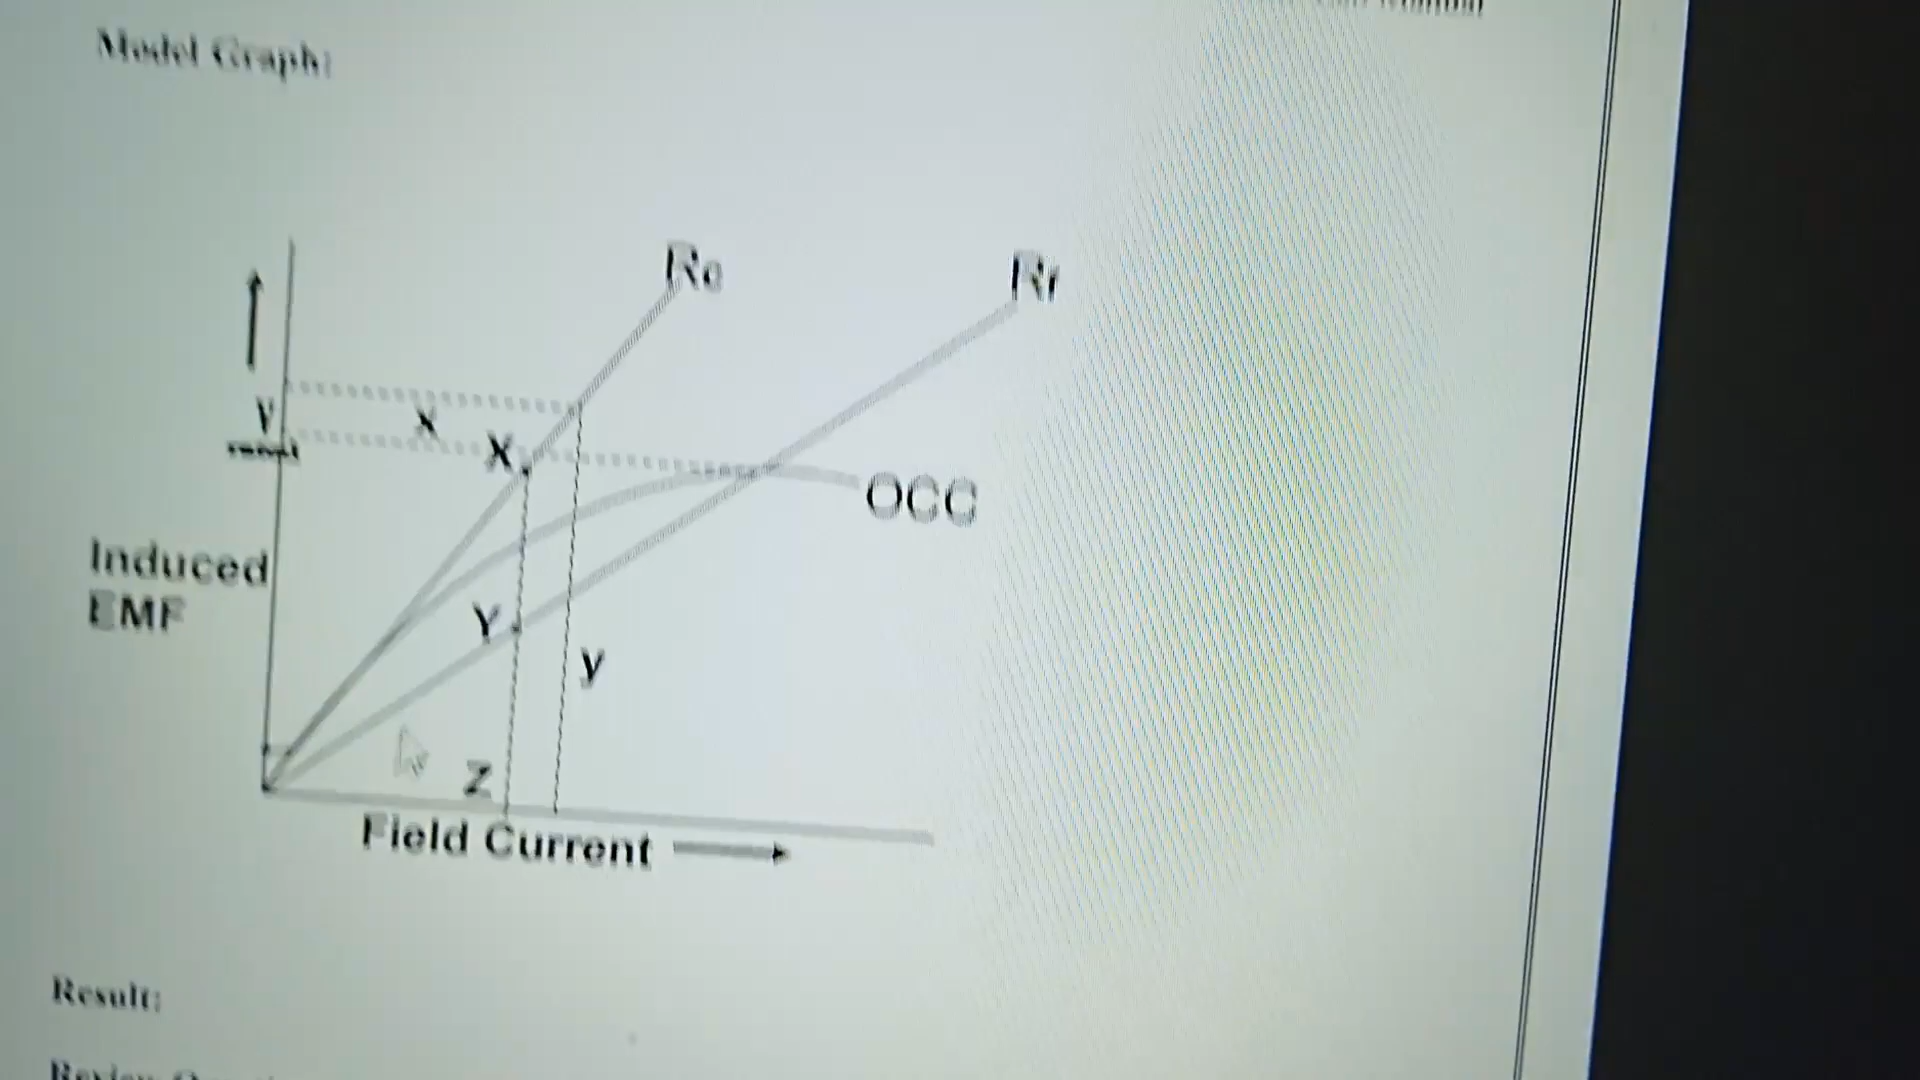 Model Graph:
Rc
Rf
V
X
X
OCC
Induced
EMF
Y
y
Z
Field Current
Result: